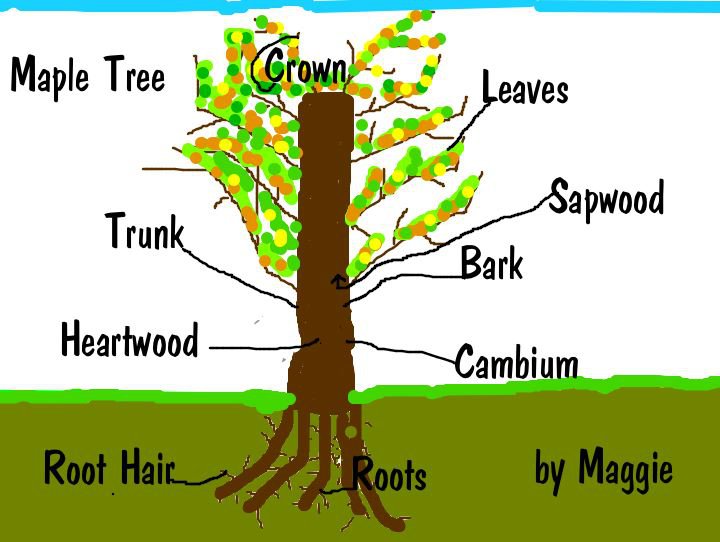 Crown
Maple Tree
Leaves
Sapwood
Trunk
Bark
Heartwood
Cambium
Root Hair
Roots
by Maggie